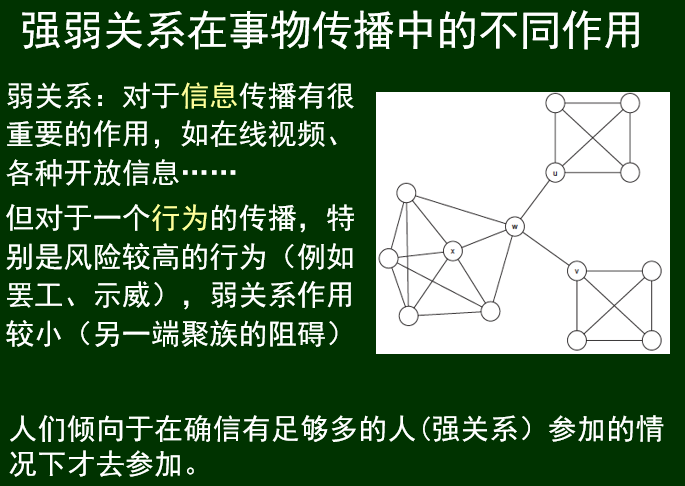 强弱关系在事物传播中的不同作用
弱关系：对于信息传播有很
重要的作用，如在线视频、
各种开放信息……
但对于一个行为的传播，特
别是风险较高的行为（例如
罢工、示威），弱关系作用
较小（另一端聚族的阻碍）
u
w
x
v
人们倾向于在确信有足够多的人(强关系）参加的情
况下才去参加。